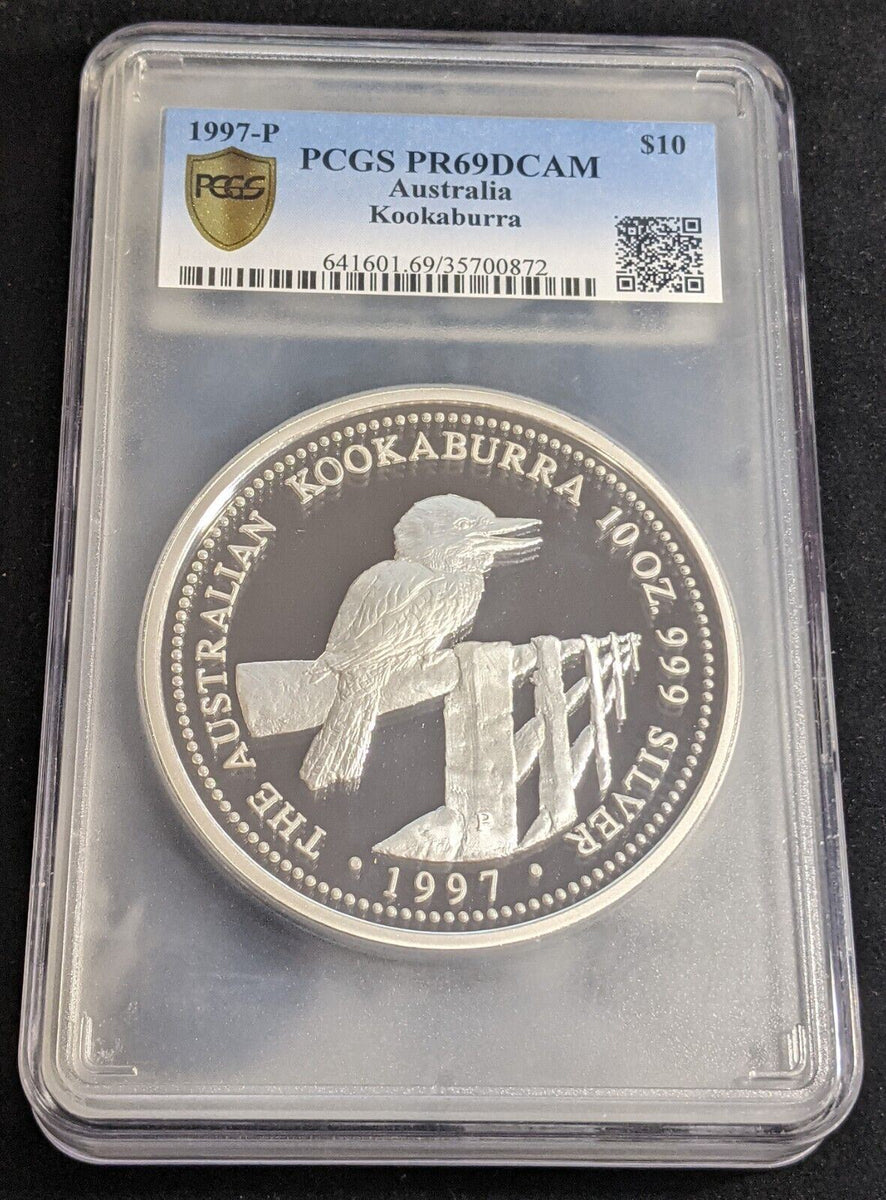 1997-P
$10
PCGS
PCGS PR69DCAM
Australia
Kookaburra
641601.69/35700872
THE AUSTRALIAN KOOKABURRA 10 OZ. 999 SILVER
P
• 1997 •